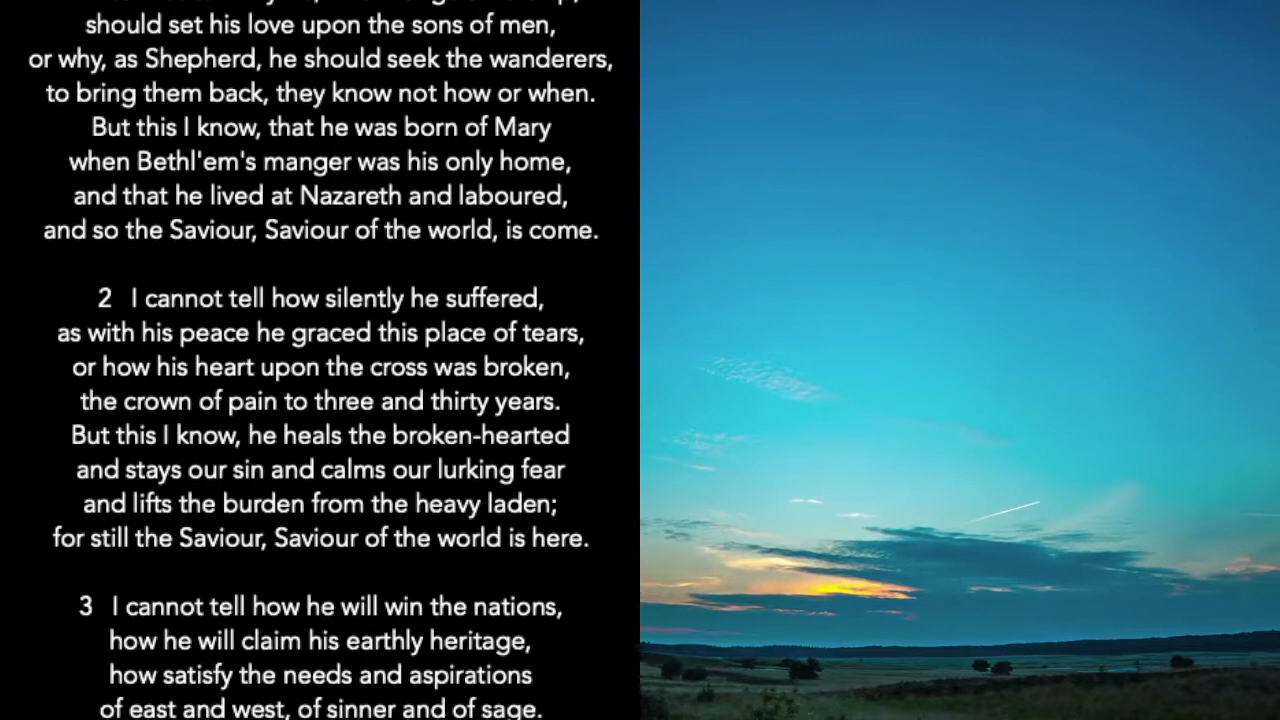 should set his love upon the sons of men,
or why, as Shepherd, he should seek the wanderers,
to bring them back, they know not how or when.
But this I know, that he was born of Mary
when Bethl'em's manger was his only home,
and that he lived at Nazareth and laboured,
and so the Saviour, Saviour of the world, is come.
2 I cannot tell how silently he suffered,
as with his peace he graced this place of tears,
or how his heart upon the cross was broken,
the crown of pain to three and thirty years.
But this I know, he heals the broken-hearted
and stays our sin and calms our lurking fear
and lifts the burden from the heavy laden;
for still the Saviour, Saviour of the world is here.
3 I cannot tell how he will win the nations,
how he will claim his earthly heritage,
how satisfy the needs and aspirations
of east and west, of sinner and of sage.